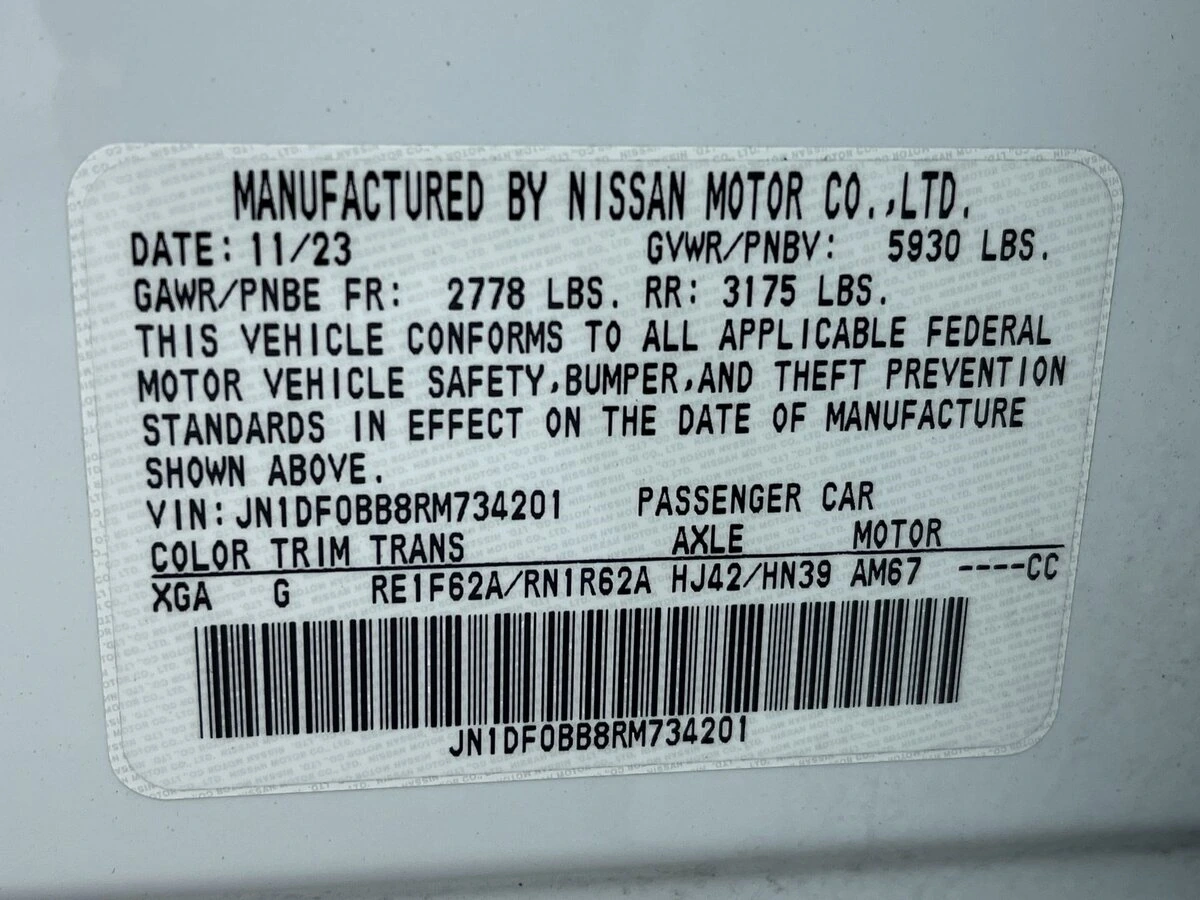 MANUFACTURED BY NISSAN MOTOR CO.,LTD.
DATE: 11/23 GVWR/PNBV: 5930 LBS.
GAWR/PNBE FR: 2778 LBS. RR: 3175 LBS.
THIS VEHICLE CONFORMS TO ALL APPLICABLE FEDERAL
MOTOR VEHICLE SAFETY,BUMPER,AND THEFT PREVENTION
STANDARDS IN EFFECT ON THE DATE OF MANUFACTURE
SHOWN ABOVE.
VIN:JN1DF0BB8RM734201 PASSENGER CAR
COLOR TRIM TRANS AXLE MOTOR
XGA G RE1F62A/RN1R62A HJ42/HN39 AM67 ----CC
JN1DF0BB8RM734201